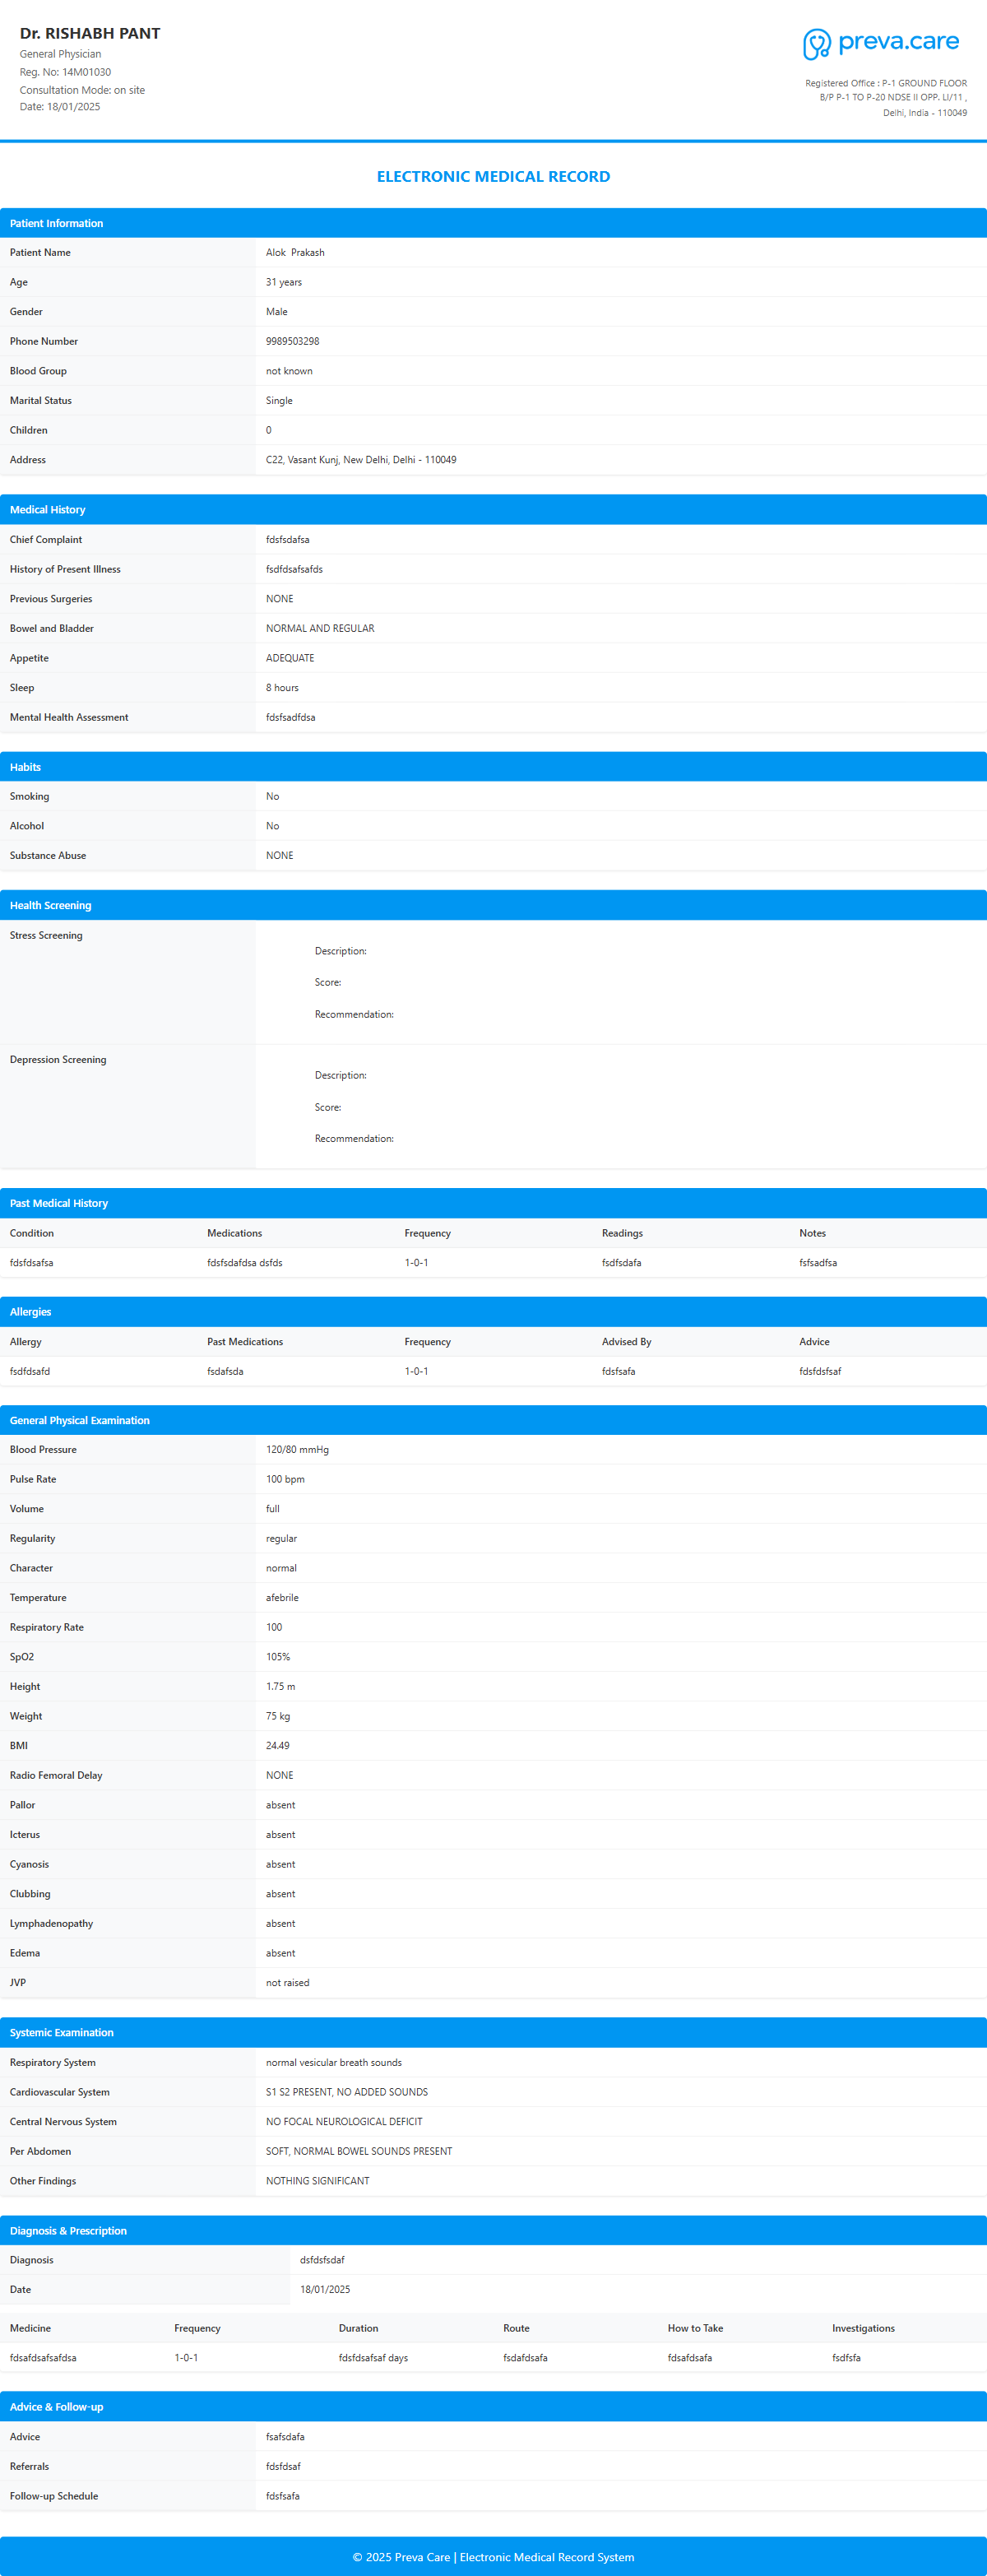 Dr. RISHABH PANT
General Physician
Reg. No: 14M01030
Consultation Mode: on site
Date: 18/01/2025
preva.care
Registered Office : P-1 GROUND FLOOR
B/P P-1 TO P-20 NDSE II OPP. LI/11 ,
Delhi, India - 110049
ELECTRONIC MEDICAL RECORD
Patient Information
Patient Name Alok Prakash
Age 31 years
Gender Male
Phone Number 9989503298
Blood Group not known
Marital Status Single
Children 0
Address C22, Vasant Kunj, New Delhi, Delhi - 110049
Medical History
Chief Complaint fdsfsdafsa
History of Present Illness fsdfdsafsafds
Previous Surgeries NONE
Bowel and Bladder NORMAL AND REGULAR
Appetite ADEQUATE
Sleep 8 hours
Mental Health Assessment fdsfsadfdsa
Habits
Smoking No
Alcohol No
Substance Abuse NONE
Health Screening
Stress Screening
Description:
Score:
Recommendation:
Depression Screening
Description:
Score:
Recommendation:
Past Medical History
Condition Medications Frequency Readings Notes
fdsfdsafsa fdsfsdafdsa dsfds 1-0-1 fsdfsdafa fsfsadfsa
Allergies
Allergy Past Medications Frequency Advised By Advice
fsdfdsafd fsdafsda 1-0-1 fdsfsafa fdsfdsfsaf
General Physical Examination
Blood Pressure 120/80 mmHg
Pulse Rate 100 bpm
Volume full
Regularity regular
Character normal
Temperature afebrile
Respiratory Rate 100
SpO2 105%
Height 1.75 m
Weight 75 kg
BMI 24.49
Radio Femoral Delay NONE
Pallor absent
Icterus absent
Cyanosis absent
Clubbing absent
Lymphadenopathy absent
Edema absent
JVP not raised
Systemic Examination
Respiratory System normal vesicular breath sounds
Cardiovascular System S1 S2 PRESENT, NO ADDED SOUNDS
Central Nervous System NO FOCAL NEUROLOGICAL DEFICIT
Per Abdomen SOFT, NORMAL BOWEL SOUNDS PRESENT
Other Findings NOTHING SIGNIFICANT
Diagnosis & Prescription
Diagnosis dsfdsfsdaf
Date 18/01/2025
Medicine Frequency Duration Route How to Take Investigations
fdsafdsafsafdsa 1-0-1 fdsfdsafsaf days fsdafdsafa fdsafdsafa fsdfsfa
Advice & Follow-up
Advice fsafsdafa
Referrals fdsfdsaf
Follow-up Schedule fdsfsafa
© 2025 Preva Care | Electronic Medical Record System